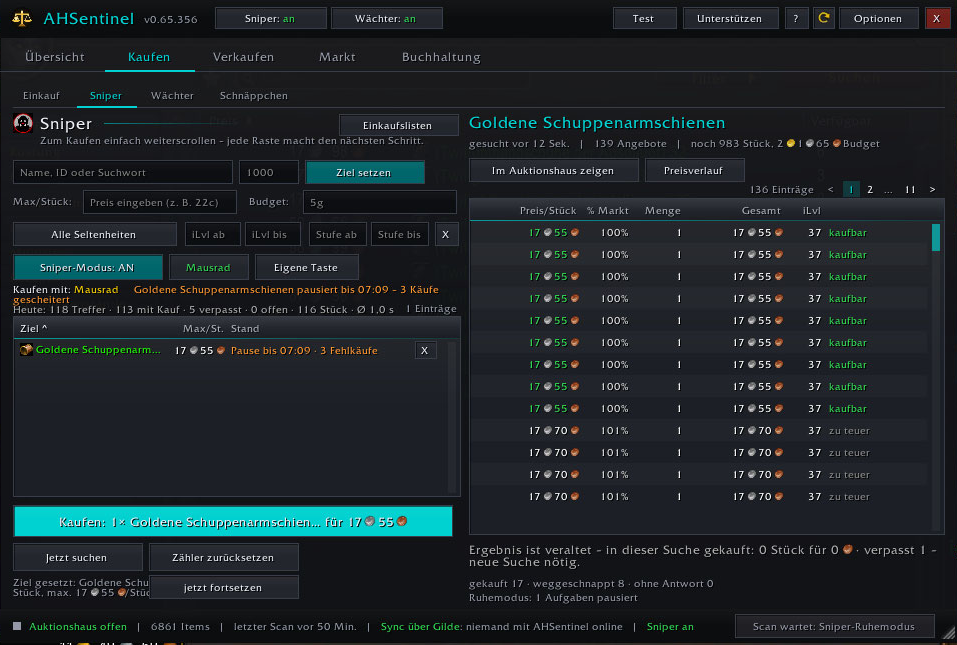 AHSentinel v0.65.356 Sniper: an Wächter: an Test Unterstützen ? Optionen X
Übersicht Kaufen Verkaufen Markt Buchhaltung
Einkauf Sniper Wächter Schnäppchen
Sniper Einkaufslisten
Zum Kaufen einfach weiterscrollen - jede Raste macht den nächsten Schritt.
Name, ID oder Suchwort 1000 Ziel setzen
Max/Stück: Preis eingeben (z. B. 22c) Budget: 5g
Alle Seltenheiten iLvl ab iLvl bis Stufe ab Stufe bis X
Sniper-Modus: AN Mausrad Eigene Taste
Kaufen mit: Mausrad Goldene Schuppenarmschienen pausiert bis 07:09 - 3 Käufe
gescheitert
Heute: 118 Treffer · 113 mit Kauf · 5 verpasst · 0 offen · 116 Stück · Ø 1,0 s 1 Einträge
Ziel ^ Max/St. Stand
Goldene Schuppenarm... 17 55 Pause bis 07:09 · 3 Fehlkäufe X
Kaufen: 1× Goldene Schuppenarmschien... für 17 55
Jetzt suchen Zähler zurücksetzen
Ziel gesetzt: Goldene Schu
Stück, max. 17 55 /Stüc
jetzt fortsetzen
Goldene Schuppenarmschienen
gesucht vor 12 Sek. | 139 Angebote | noch 983 Stück, 2 1 65 Budget
Im Auktionshaus zeigen Preisverlauf
136 Einträge < 1 2 ... 11 >
Preis/Stück % Markt Menge Gesamt iLvl
17 55 100% 1 17 55 37 kaufbar
17 55 100% 1 17 55 37 kaufbar
17 55 100% 1 17 55 37 kaufbar
17 55 100% 1 17 55 37 kaufbar
17 55 100% 1 17 55 37 kaufbar
17 55 100% 1 17 55 37 kaufbar
17 55 100% 1 17 55 37 kaufbar
17 55 100% 1 17 55 37 kaufbar
17 55 100% 1 17 55 37 kaufbar
17 70 101% 1 17 70 37 zu teuer
17 70 101% 1 17 70 37 zu teuer
17 70 101% 1 17 70 37 zu teuer
17 70 101% 1 17 70 37 zu teuer
Ergebnis ist veraltet - in dieser Suche gekauft: 0 Stück für 0 · verpasst 1 -
neue Suche nötig.
gekauft 17 · weggeschnappt 8 · ohne Antwort 0
Ruhemodus: 1 Aufgaben pausiert
Auktionshaus offen | 6861 Items | letzter Scan vor 50 Min. | Sync über Gilde: niemand mit AHSentinel online | Sniper an Scan wartet: Sniper-Ruhemodus